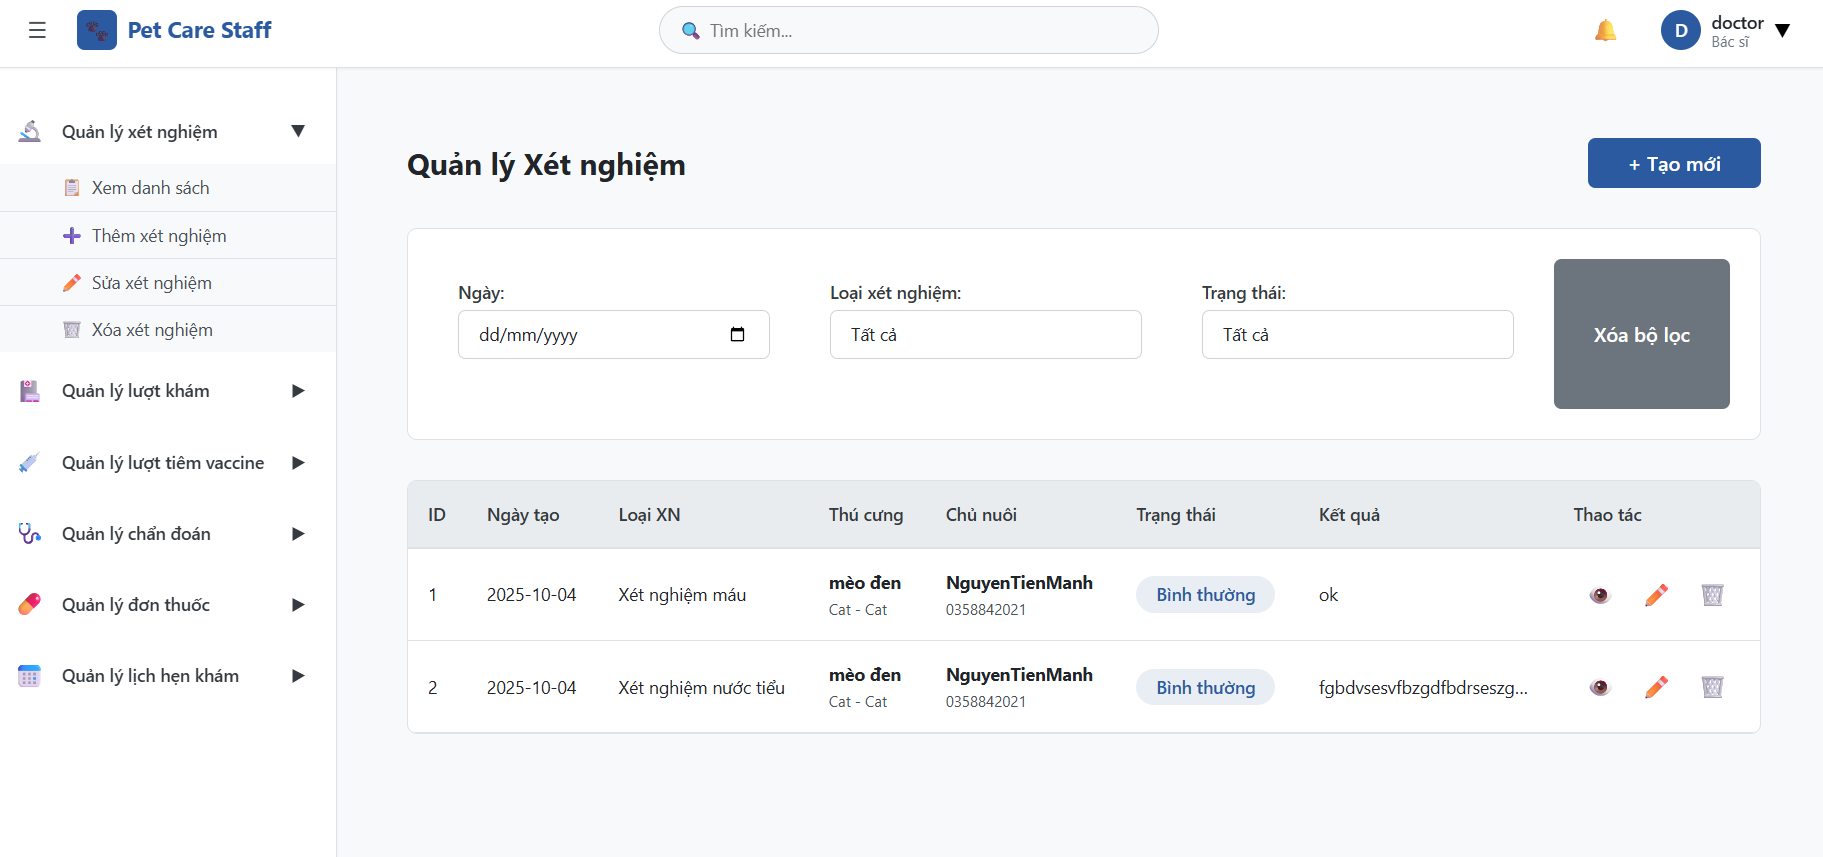 ☰ Pet Care Staff
Tìm kiếm...
D doctor ▼
Bác sĩ
Quản lý xét nghiệm ▼
Xem danh sách
Thêm xét nghiệm
Sửa xét nghiệm
Xóa xét nghiệm
Quản lý lượt khám ▶
Quản lý lượt tiêm vaccine ▶
Quản lý chẩn đoán ▶
Quản lý đơn thuốc ▶
Quản lý lịch hẹn khám ▶
Quản lý Xét nghiệm
+ Tạo mới
Ngày: Loại xét nghiệm: Trạng thái:
dd/mm/yyyy Tất cả Tất cả
Xóa bộ lọc
ID Ngày tạo Loại XN Thú cưng Chủ nuôi Trạng thái Kết quả Thao tác
1 2025-10-04 Xét nghiệm máu mèo đen NguyenTienManh Bình thường ok
Cat - Cat 0358842021
2 2025-10-04 Xét nghiệm nước tiểu mèo đen NguyenTienManh Bình thường fgbdvsesvfbzgdfbdrseszg...
Cat - Cat 0358842021